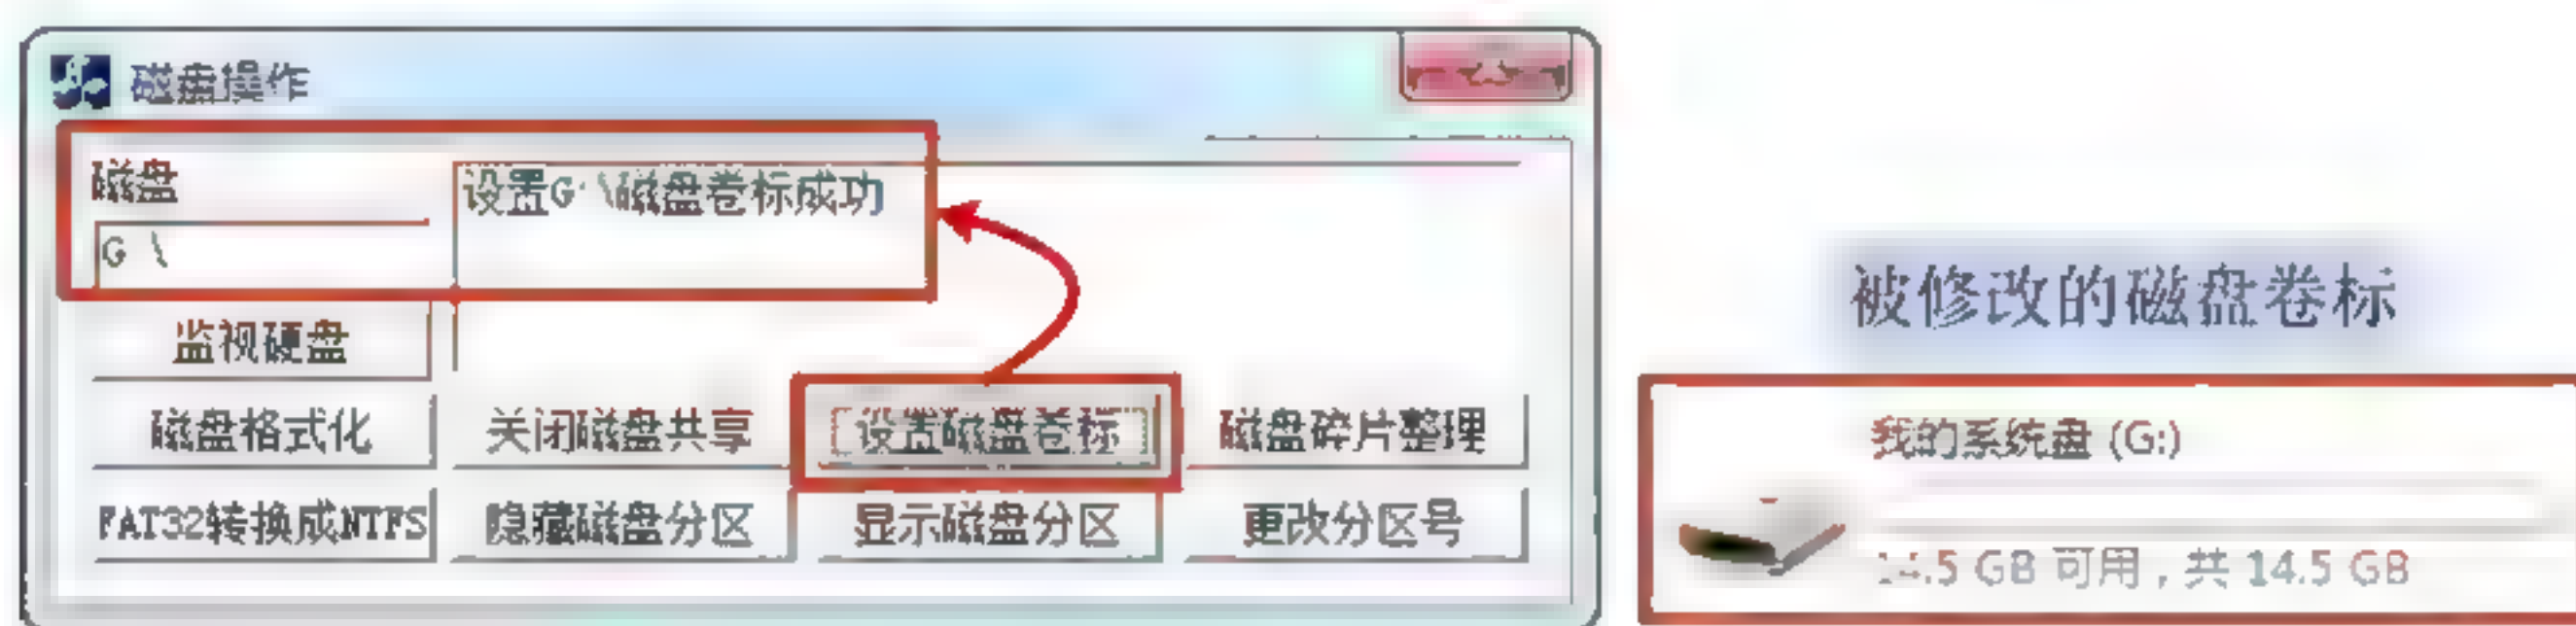 磁盘操作
磁盘
设置G:\磁盘卷标成功
G \
监视硬盘
磁盘格式化
关闭磁盘共享
设置磁盘卷标
磁盘碎片整理
FAT32转换成NTFS
隐藏磁盘分区
显示磁盘分区
更改分区号
被修改的磁盘卷标
我的系统盘 (G:)
14.5 GB 可用 , 共 14.5 GB